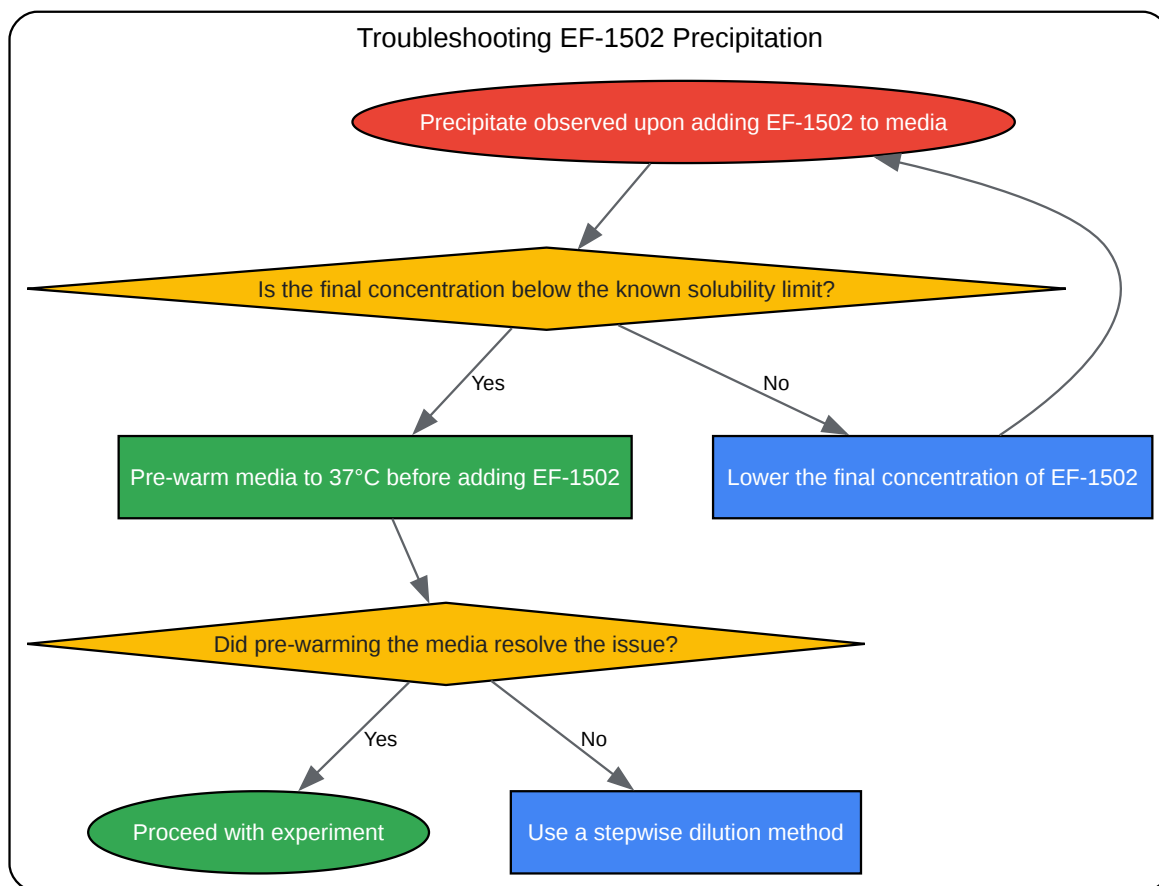 Troubleshooting EF-1502 Precipitation
Precipitate observed upon adding EF-1502 to media
Is the final concentration below the known solubility limit?
Yes
No
Pre-warm media to 37°C before adding EF-1502
Lower the final concentration of EF-1502
Did pre-warming the media resolve the issue?
Yes
No
Proceed with experiment
Use a stepwise dilution method